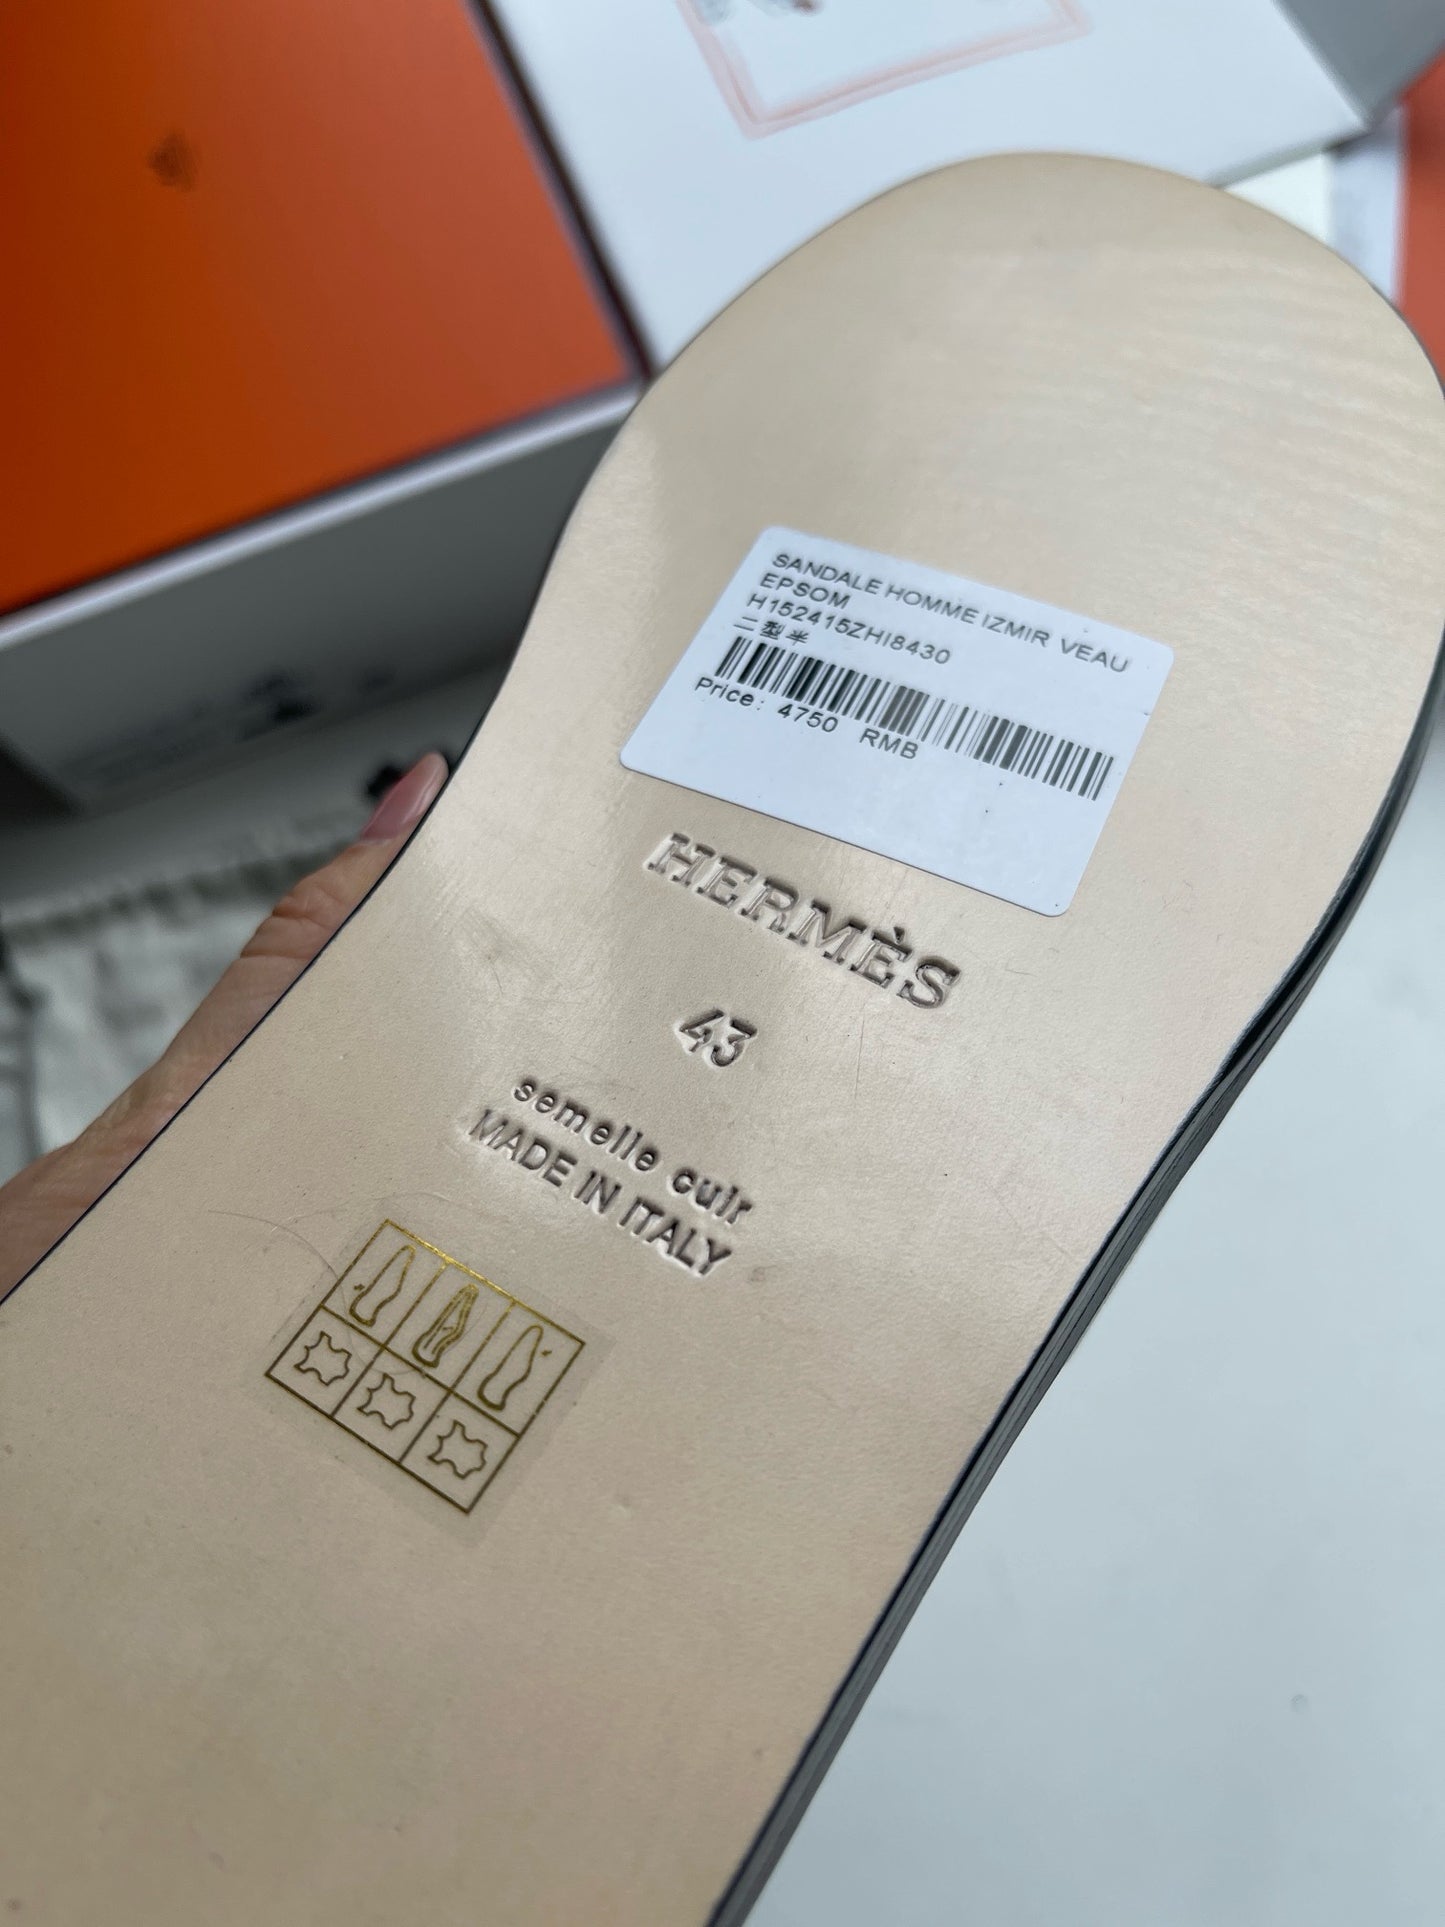 SANDALE HOMME IZMIR VEAU
EPSOM
H152415ZHI8430
二型半
Price: 4750 RMB
HERMÈS
43
semelle cuir
MADE IN ITALY